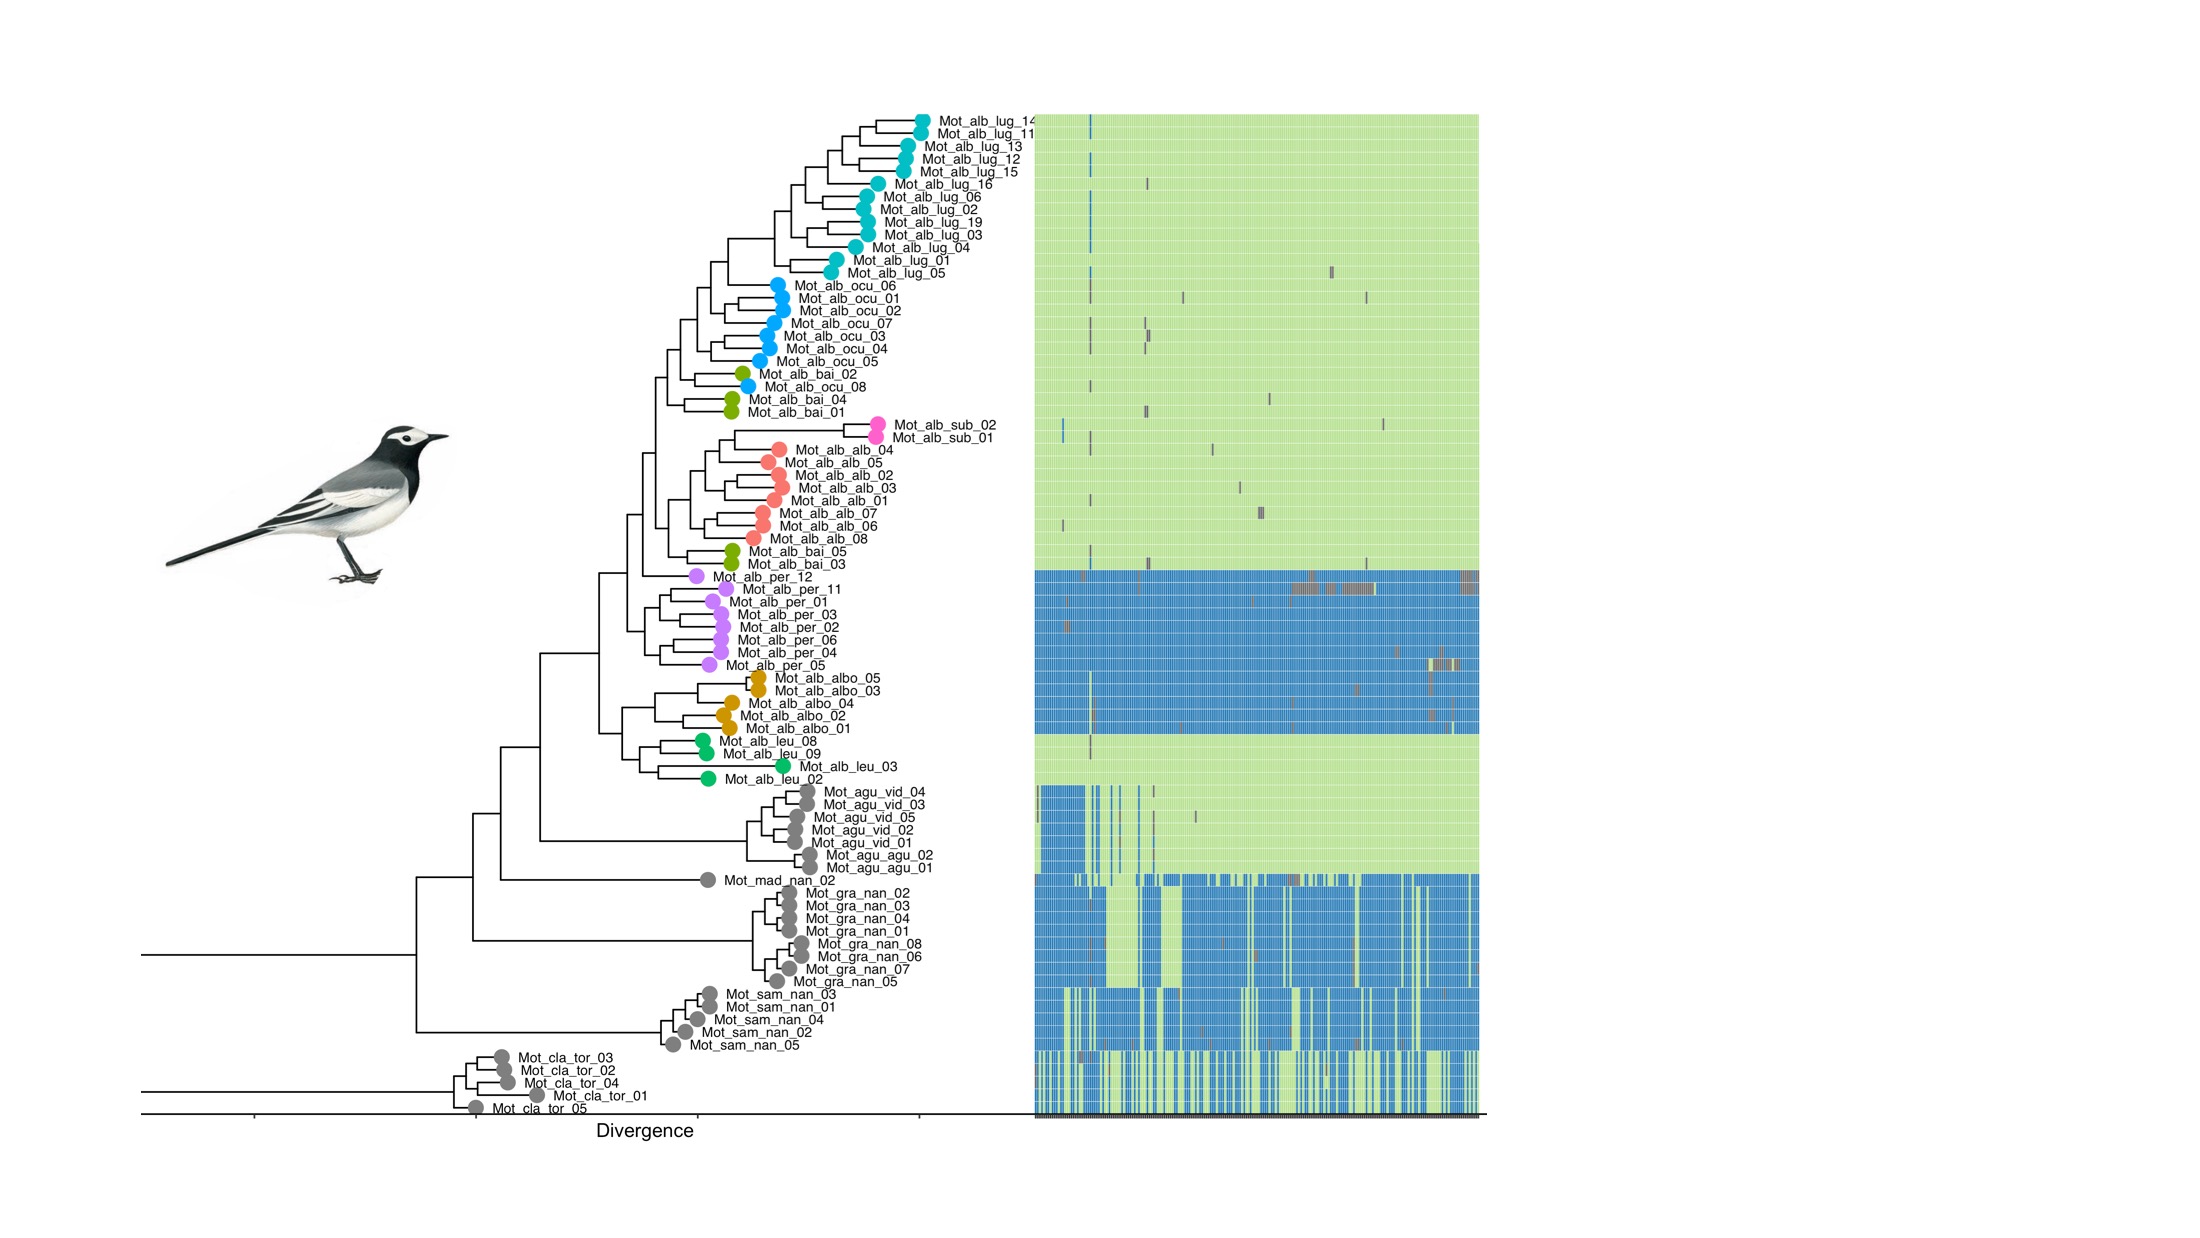 Mot_alb_lug_14
Mot_alb_lug_11
Mot_alb_lug_13
Mot_alb_lug_12
Mot_alb_lug_15
Mot_alb_lug_16
Mot_alb_lug_06
Mot_alb_lug_02
Mot_alb_lug_19
Mot_alb_lug_03
Mot_alb_lug_04
Mot_alb_lug_01
Mot_alb_lug_05
Mot_alb_ocu_06
Mot_alb_ocu_01
Mot_alb_ocu_02
Mot_alb_ocu_07
Mot_alb_ocu_03
Mot_alb_ocu_04
Mot_alb_ocu_05
Mot_alb_bai_02
Mot_alb_ocu_08
Mot_alb_bai_04
Mot_alb_bai_01
Mot_alb_sub_02
Mot_alb_sub_01
Mot_alb_alb_04
Mot_alb_alb_05
Mot_alb_alb_02
Mot_alb_alb_03
Mot_alb_alb_01
Mot_alb_alb_07
Mot_alb_alb_06
Mot_alb_alb_08
Mot_alb_bai_05
Mot_alb_bai_03
Mot_alb_per_12
Mot_alb_per_11
Mot_alb_per_01
Mot_alb_per_03
Mot_alb_per_02
Mot_alb_per_06
Mot_alb_per_04
Mot_alb_per_05
Mot_alb_albo_05
Mot_alb_albo_03
Mot_alb_albo_04
Mot_alb_albo_02
Mot_alb_albo_01
Mot_alb_leu_08
Mot_alb_leu_09
Mot_alb_leu_03
Mot_alb_leu_02
Mot_agu_vid_04
Mot_agu_vid_03
Mot_agu_vid_05
Mot_agu_vid_02
Mot_agu_vid_01
Mot_agu_agu_02
Mot_agu_agu_01
Mot_mad_nan_02
Mot_gra_nan_02
Mot_gra_nan_03
Mot_gra_nan_04
Mot_gra_nan_01
Mot_gra_nan_08
Mot_gra_nan_06
Mot_gra_nan_07
Mot_gra_nan_05
Mot_sam_nan_03
Mot_sam_nan_01
Mot_sam_nan_04
Mot_sam_nan_02
Mot_sam_nan_05
Mot_cla_tor_03
Mot_cla_tor_02
Mot_cla_tor_04
Mot_cla_tor_01
Mot_cla_tor_05
Divergence